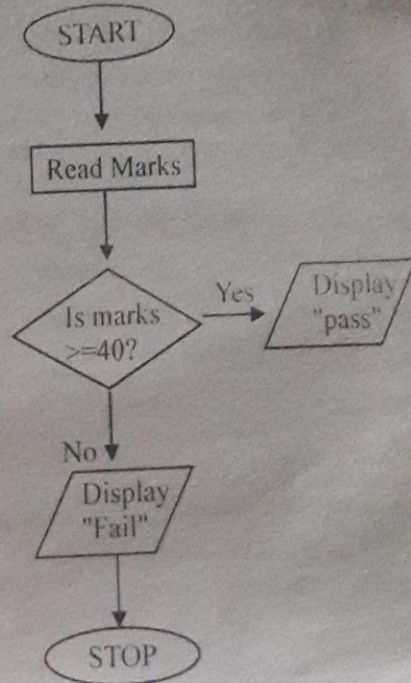 START
Read Marks
Is marks
>=40?
Yes
Display
"pass"
No
Display
"Fail"
STOP